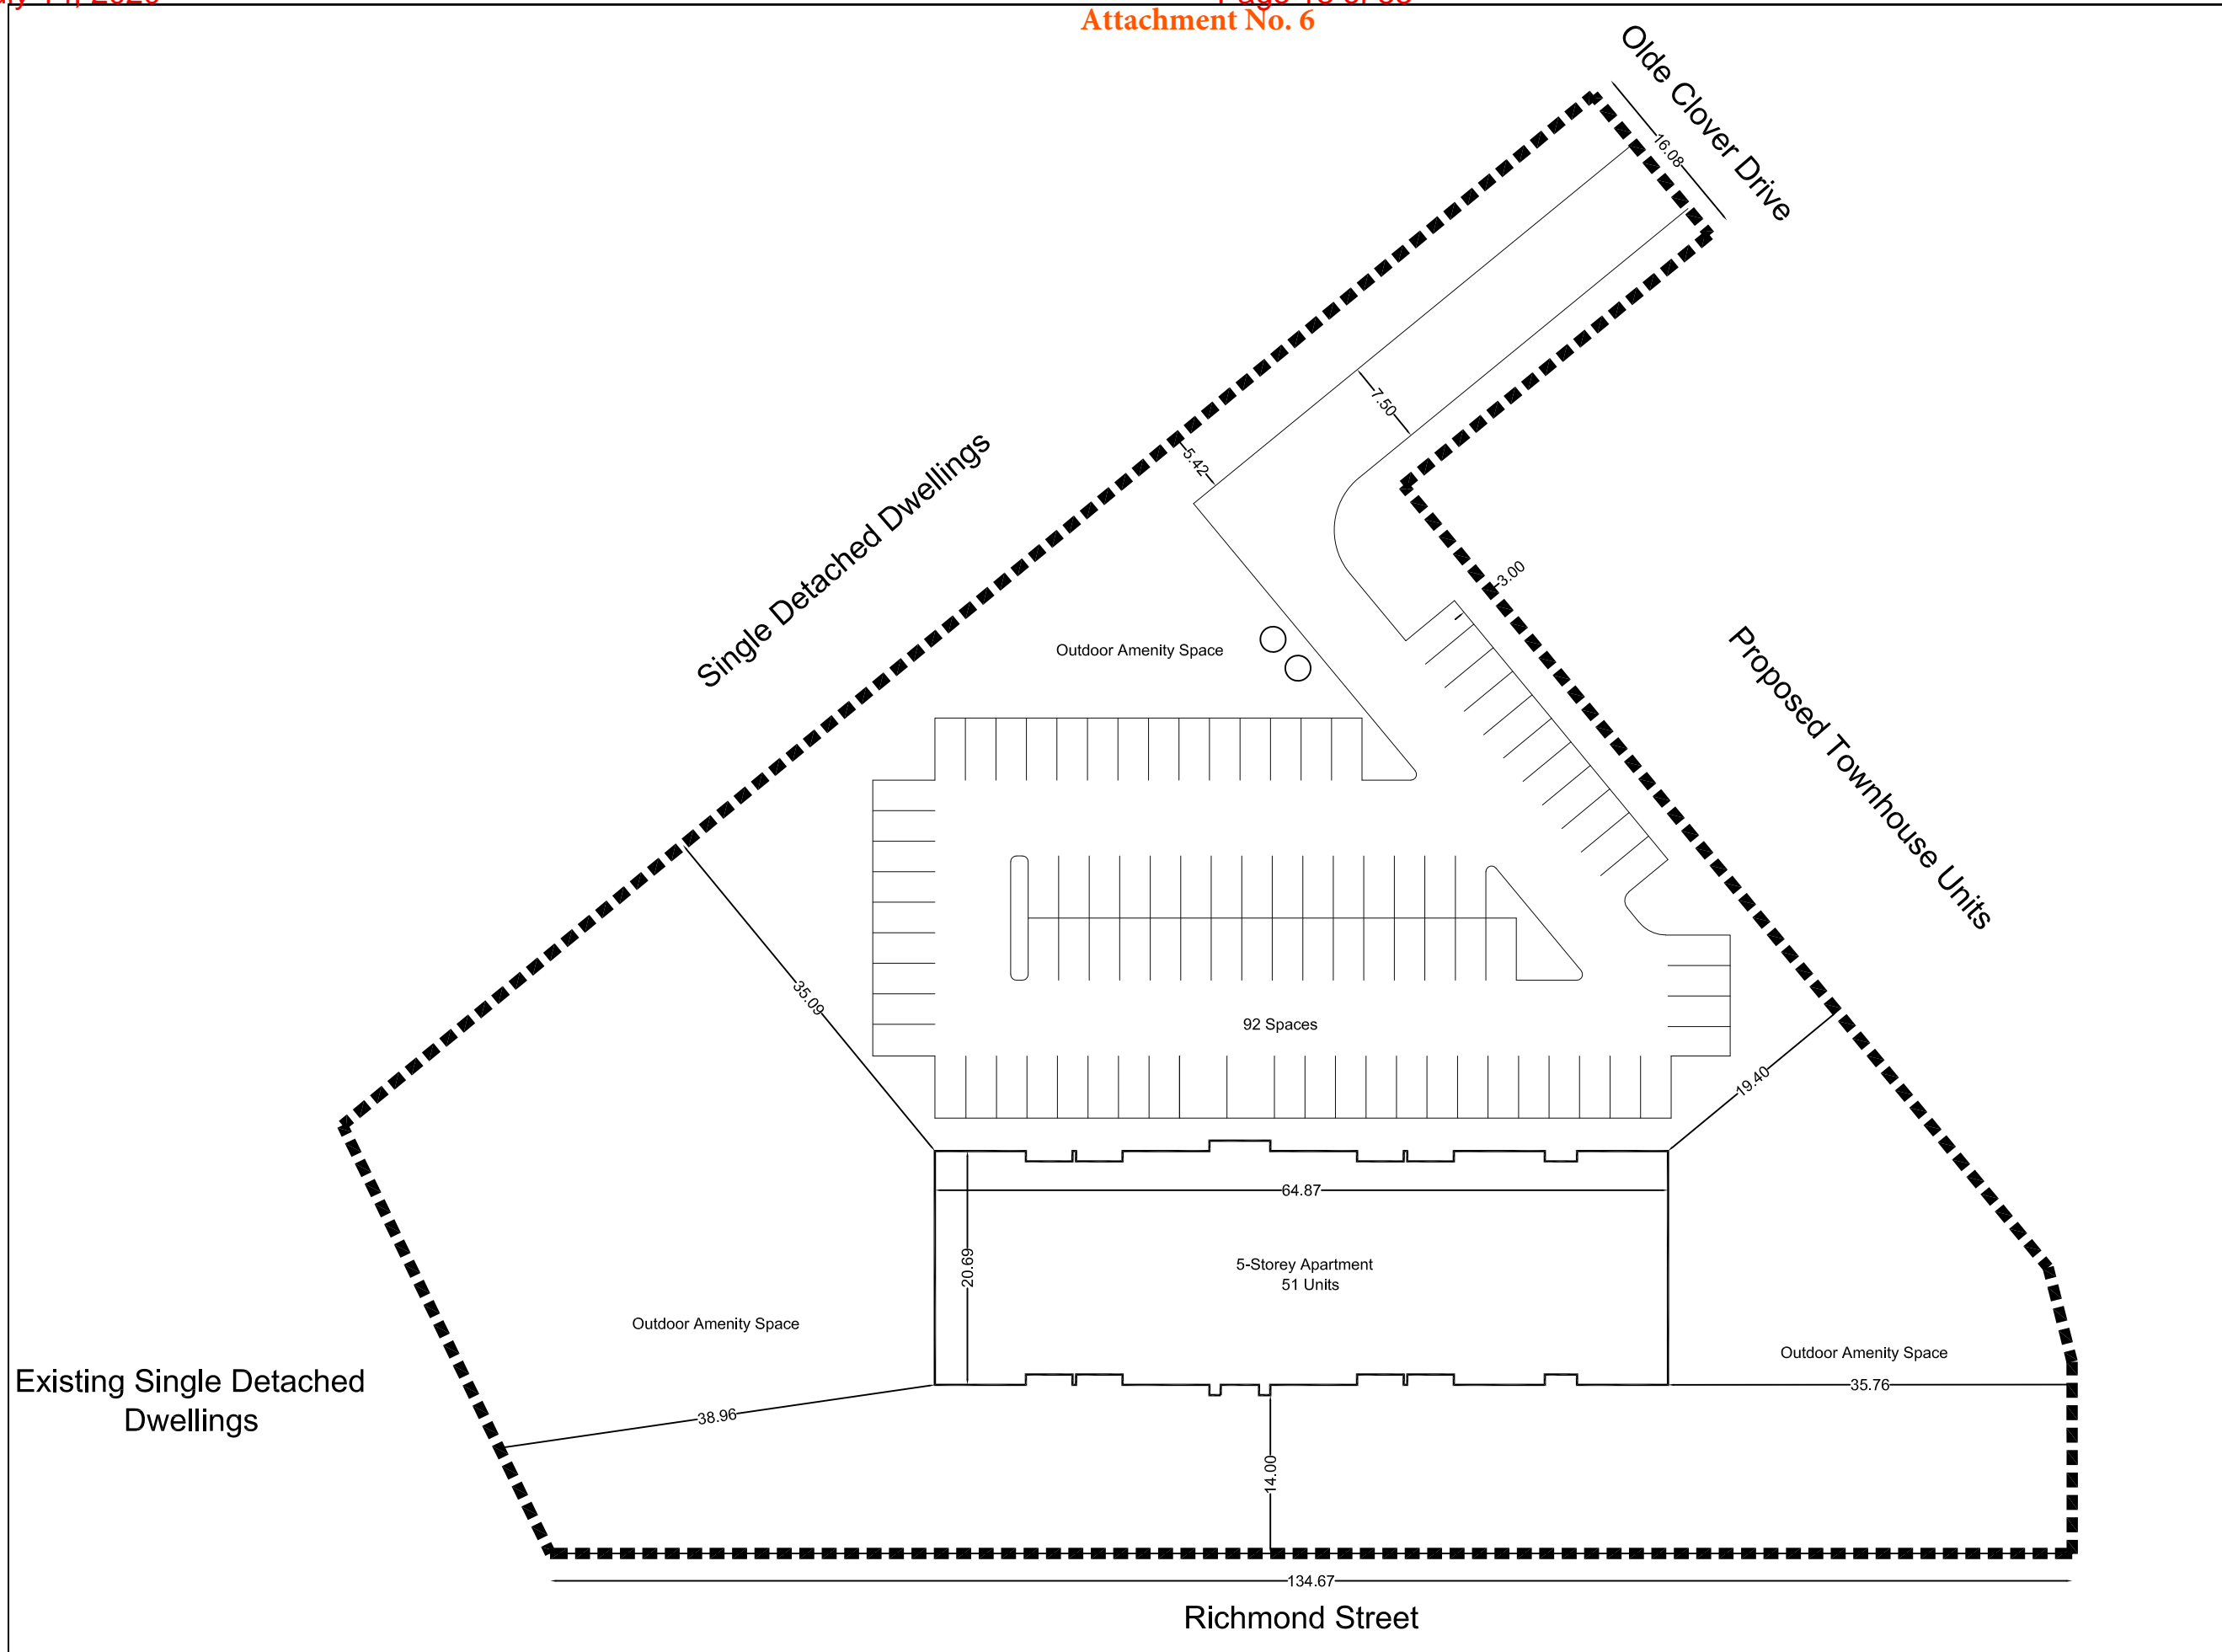 Attachment No. 6
Olde Clover Drive
16.08
7.50
5.42
Single Detached Dwellings
3.00
Outdoor Amenity Space
Proposed Townhouse Units
35.09
92 Spaces
19.40
64.87
20.69
5-Storey Apartment
51 Units
Outdoor Amenity Space
Outdoor Amenity Space
Existing Single Detached
Dwellings
35.76
38.96
14.00
134.67
Richmond Street